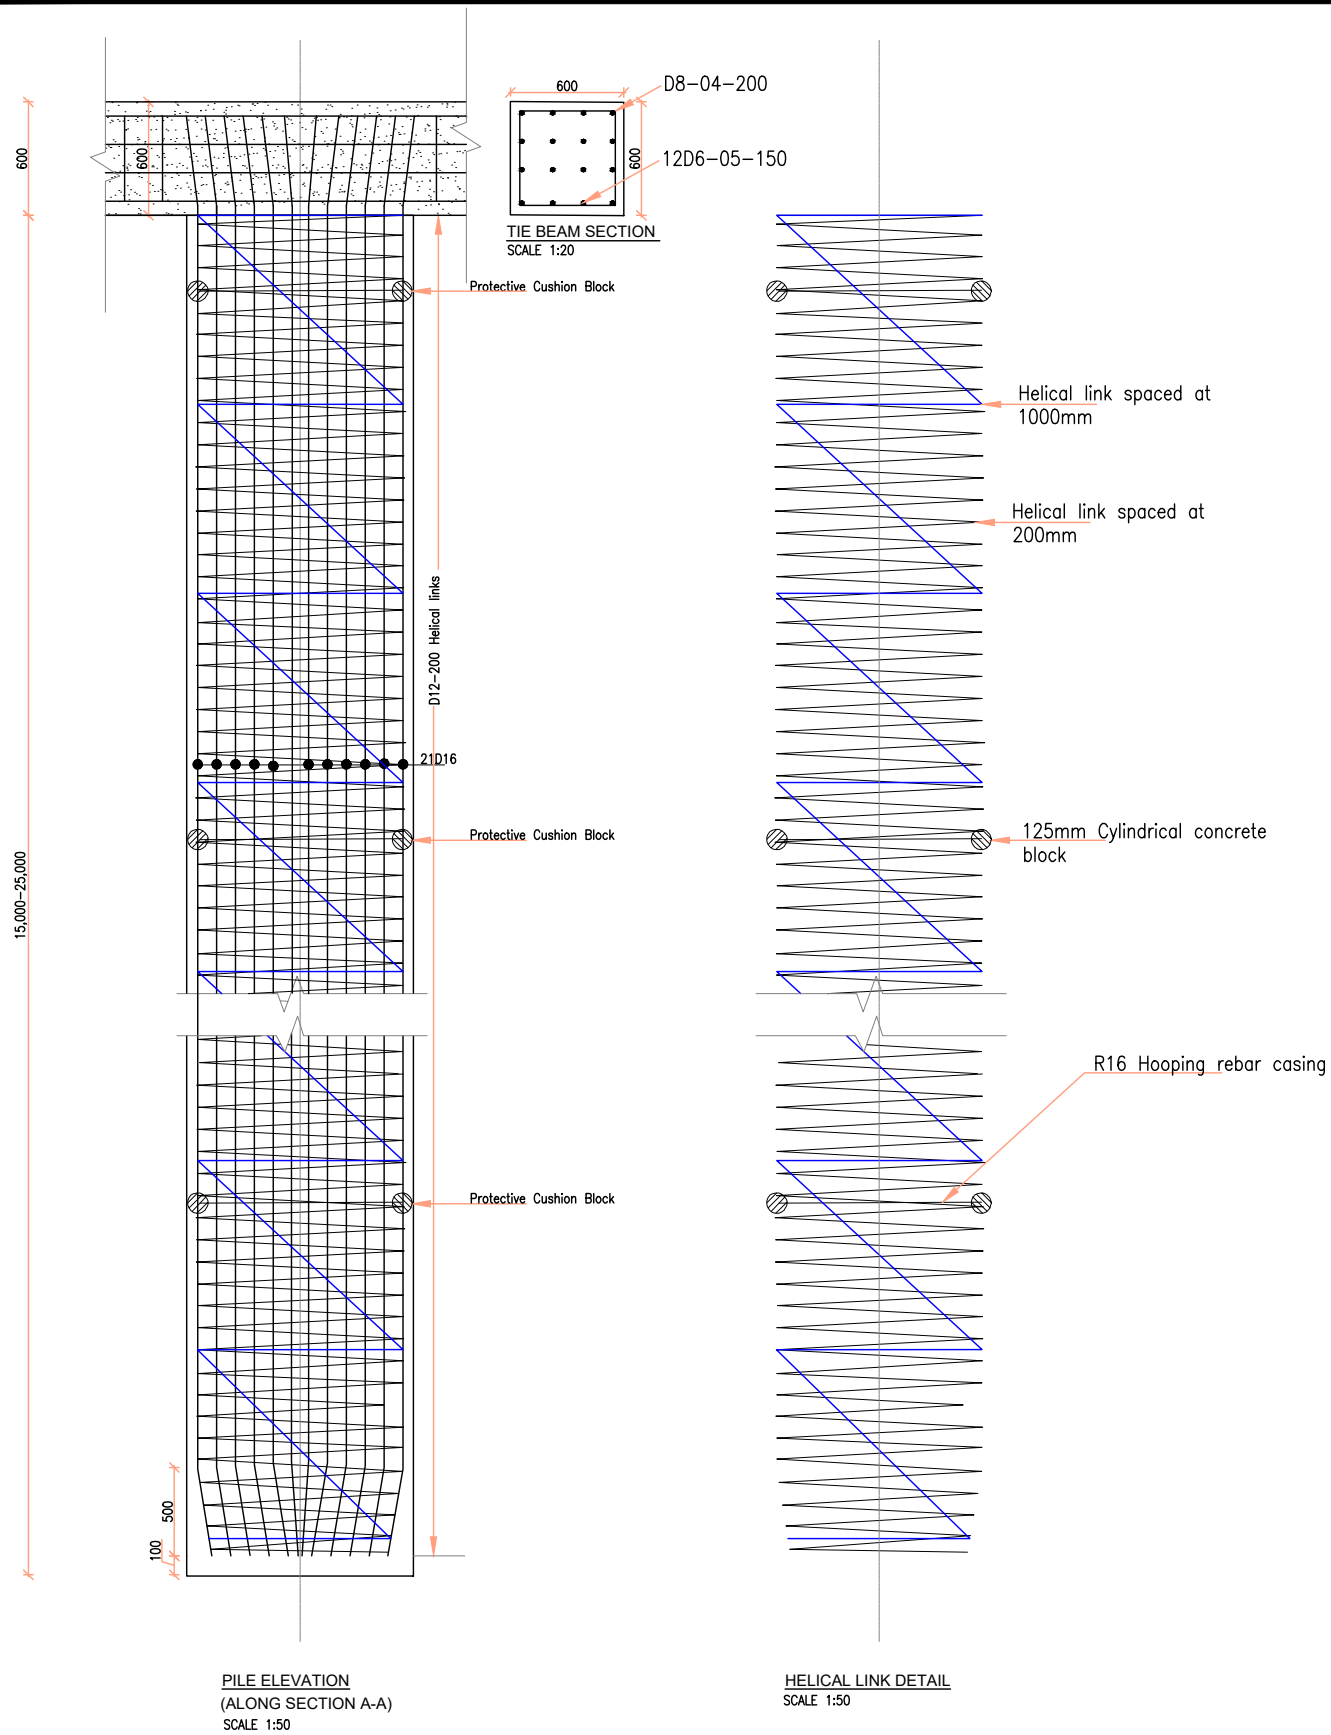 600
D8-04-200
600
600
600
12D6-05-150
TIE BEAM SECTION
SCALE 1:20
Protective Cushion Block
Helical link spaced at
1000mm
Helical link spaced at
200mm
D12-200 Helical links
21D16
Protective Cushion Block
125mm Cylindrical concrete
block
15,000-25,000
R16 Hooping rebar casing
Protective Cushion Block
500
100
PILE ELEVATION
(ALONG SECTION A-A)
SCALE 1:50
HELICAL LINK DETAIL
SCALE 1:50